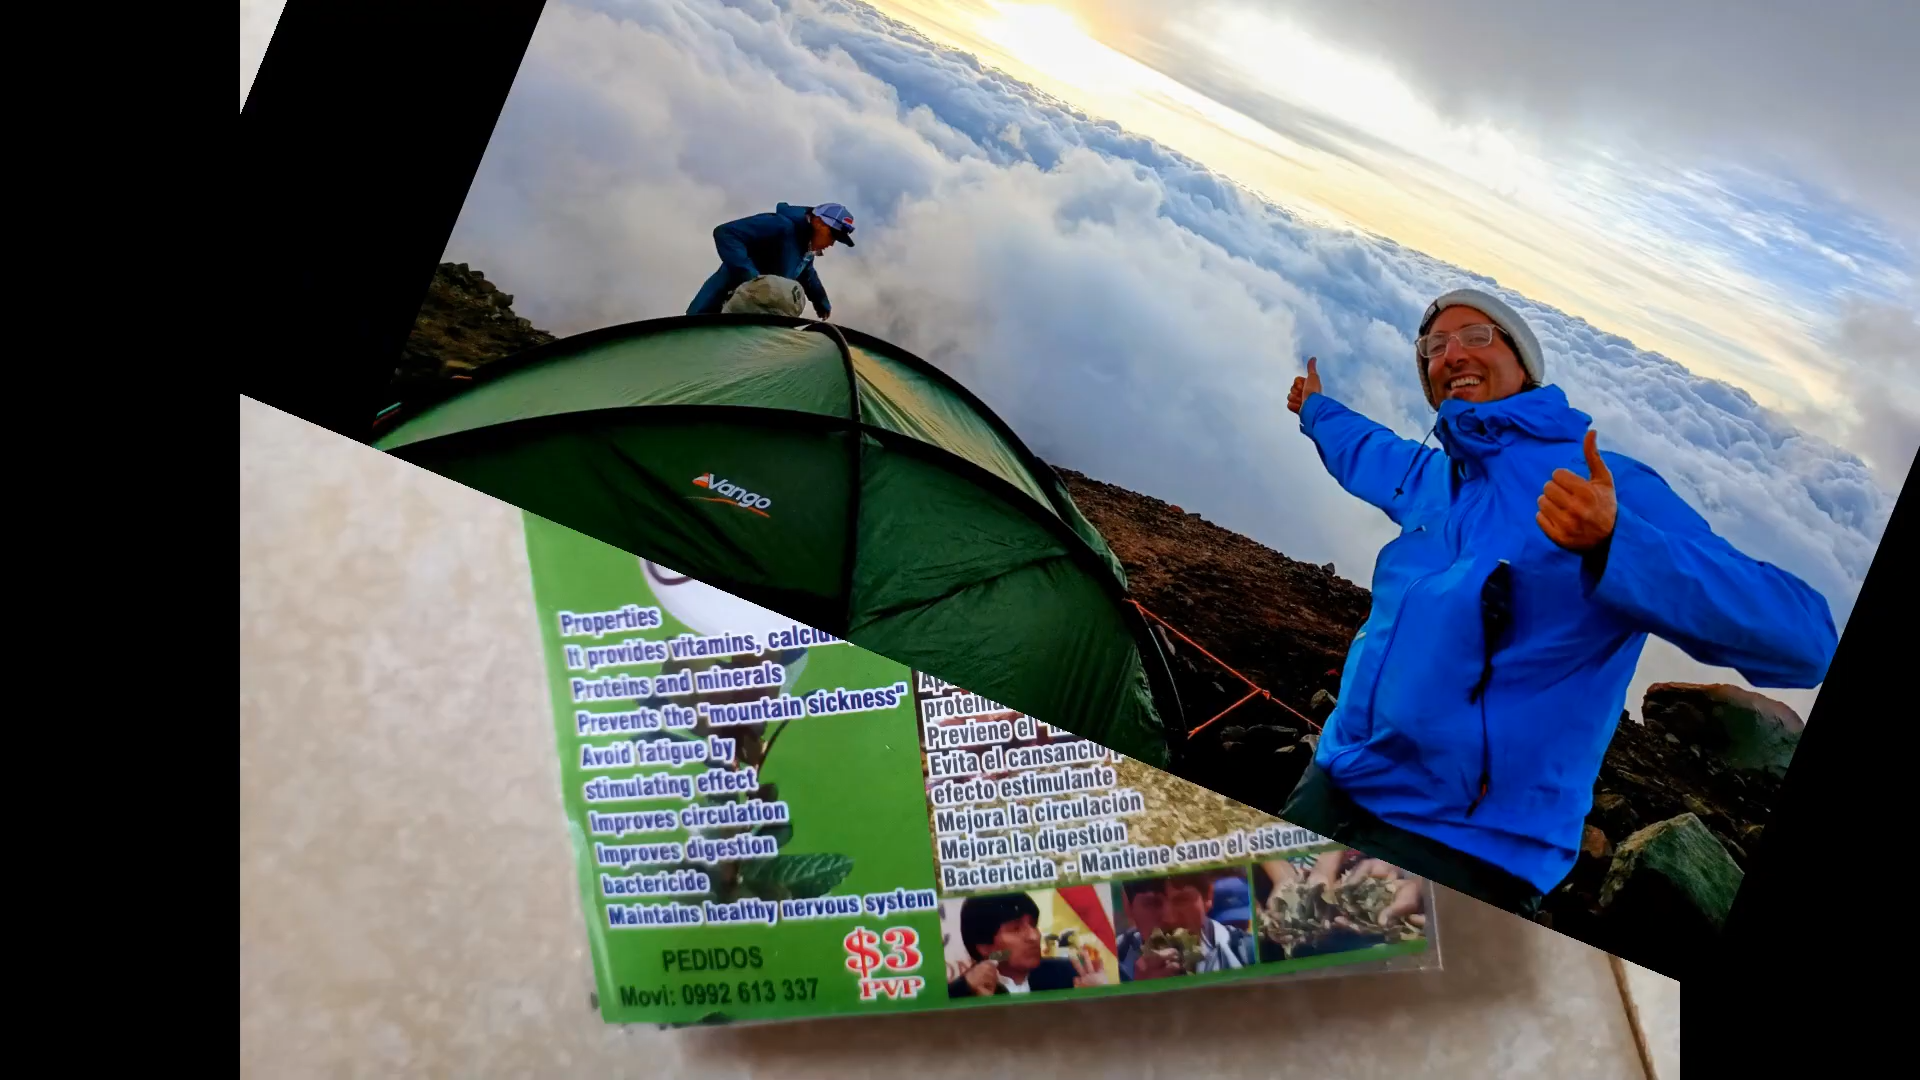 Vango
Properties
It provides vitamins,
Proteins and minerals
Prevents the "mountain sickness"
Avoid fatigue by
stimulating effect
Improves circulation
Improves digestion
bactericide
Maintains healthy nervous system
PEDIDOS
Movi: 0992 613 337
$3
PVP
Previene el
Evita el cansancio
efecto estimulante
Mejora la circulación
Mejora la digestión
Bactericida - Mantiene sano el sistema